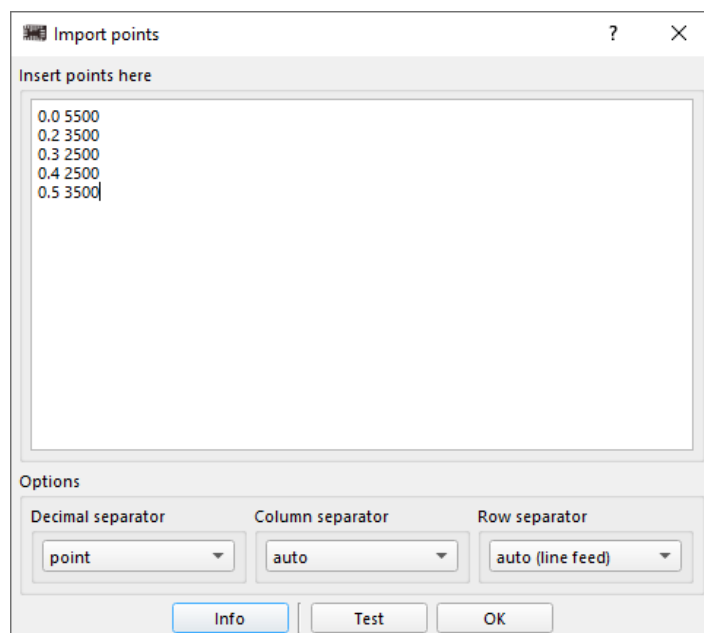 Import points
Insert points here
0.0 5500
0.2 3500
0.3 2500
0.4 2500
0.5 3500
Options
Decimal separator Column separator Row separator
point auto auto (line feed)
Info Test OK